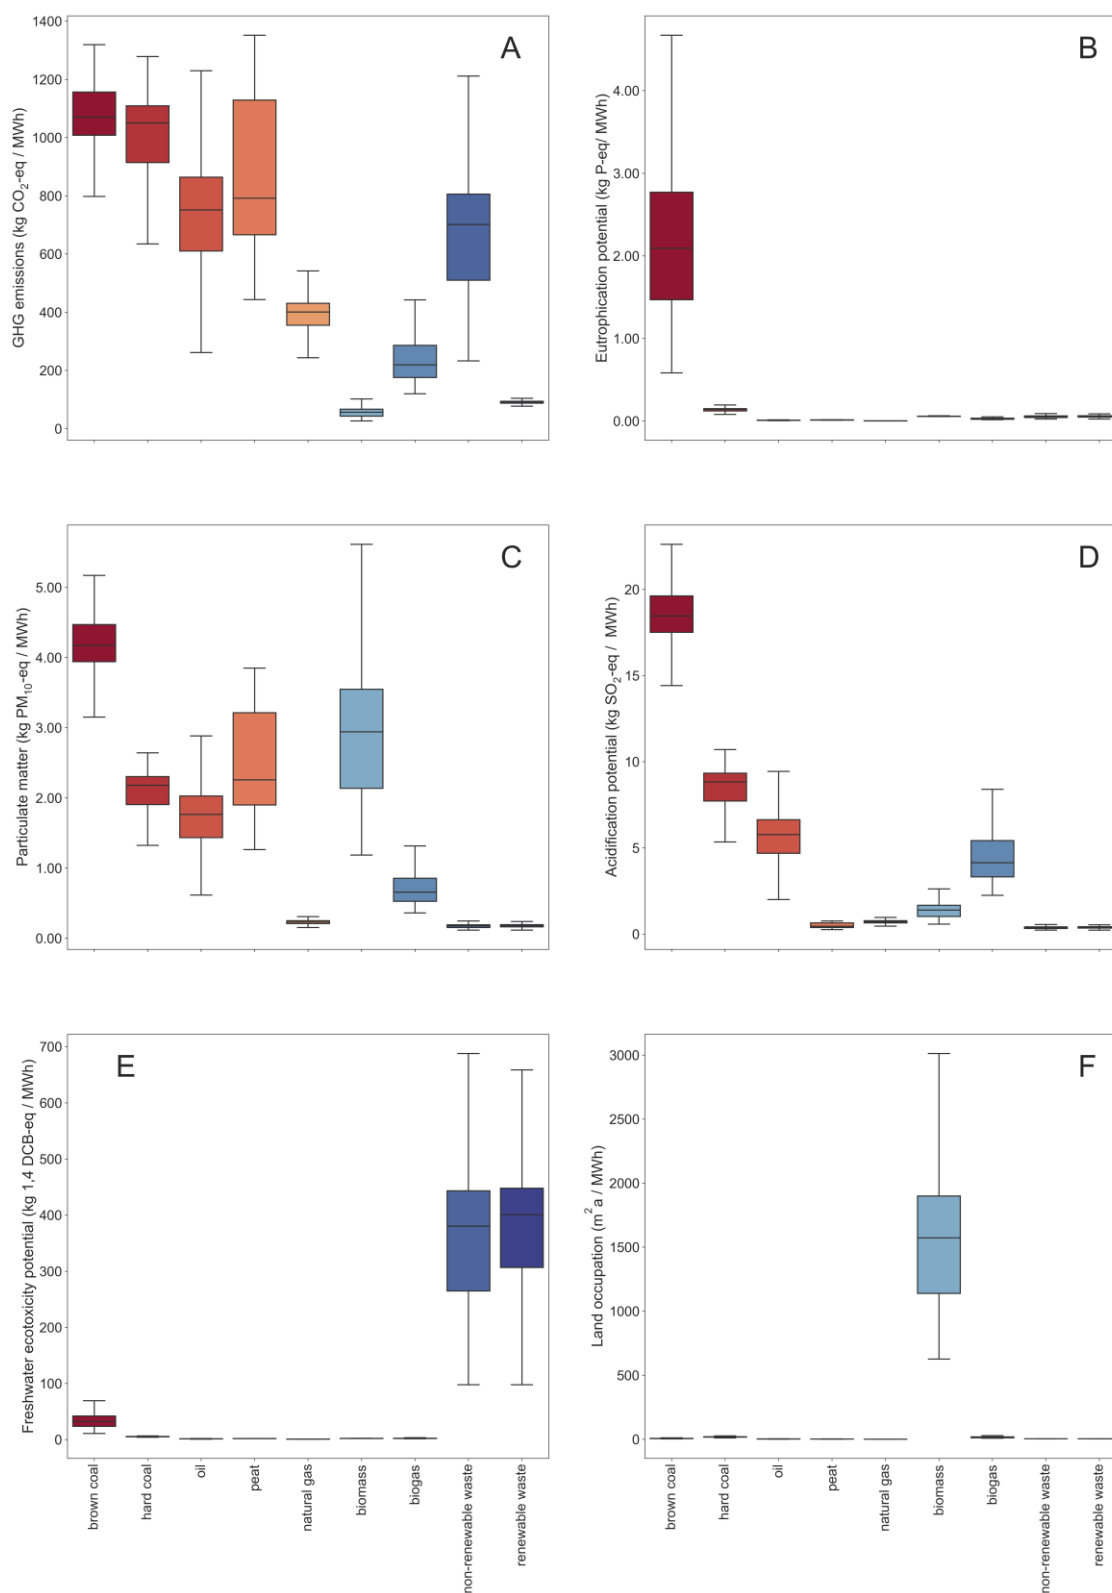 A
GHG emissions (kg CO₂-eq / MWh)
1400
1200
1000
800
600
400
200
0
B
Eutrophication potential (kg P-eq/ MWh)
4.00
3.00
2.00
1.00
0.00
C
Particulate matter (kg PM₁₀-eq / MWh)
5.00
4.00
3.00
2.00
1.00
0.00
D
Acidification potential (kg SO₂-eq / MWh)
20
15
10
5
0
E
Freshwater ecotoxicity potential (kg 1,4 DCB-eq / MWh)
700
600
500
400
300
200
100
0
brown coal
hard coal
oil
peat
natural gas
biomass
biogas
non-renewable waste
renewable waste
F
Land occupation (m²a / MWh)
3000
2500
2000
1500
1000
500
0
brown coal
hard coal
oil
peat
natural gas
biomass
biogas
non-renewable waste
renewable waste